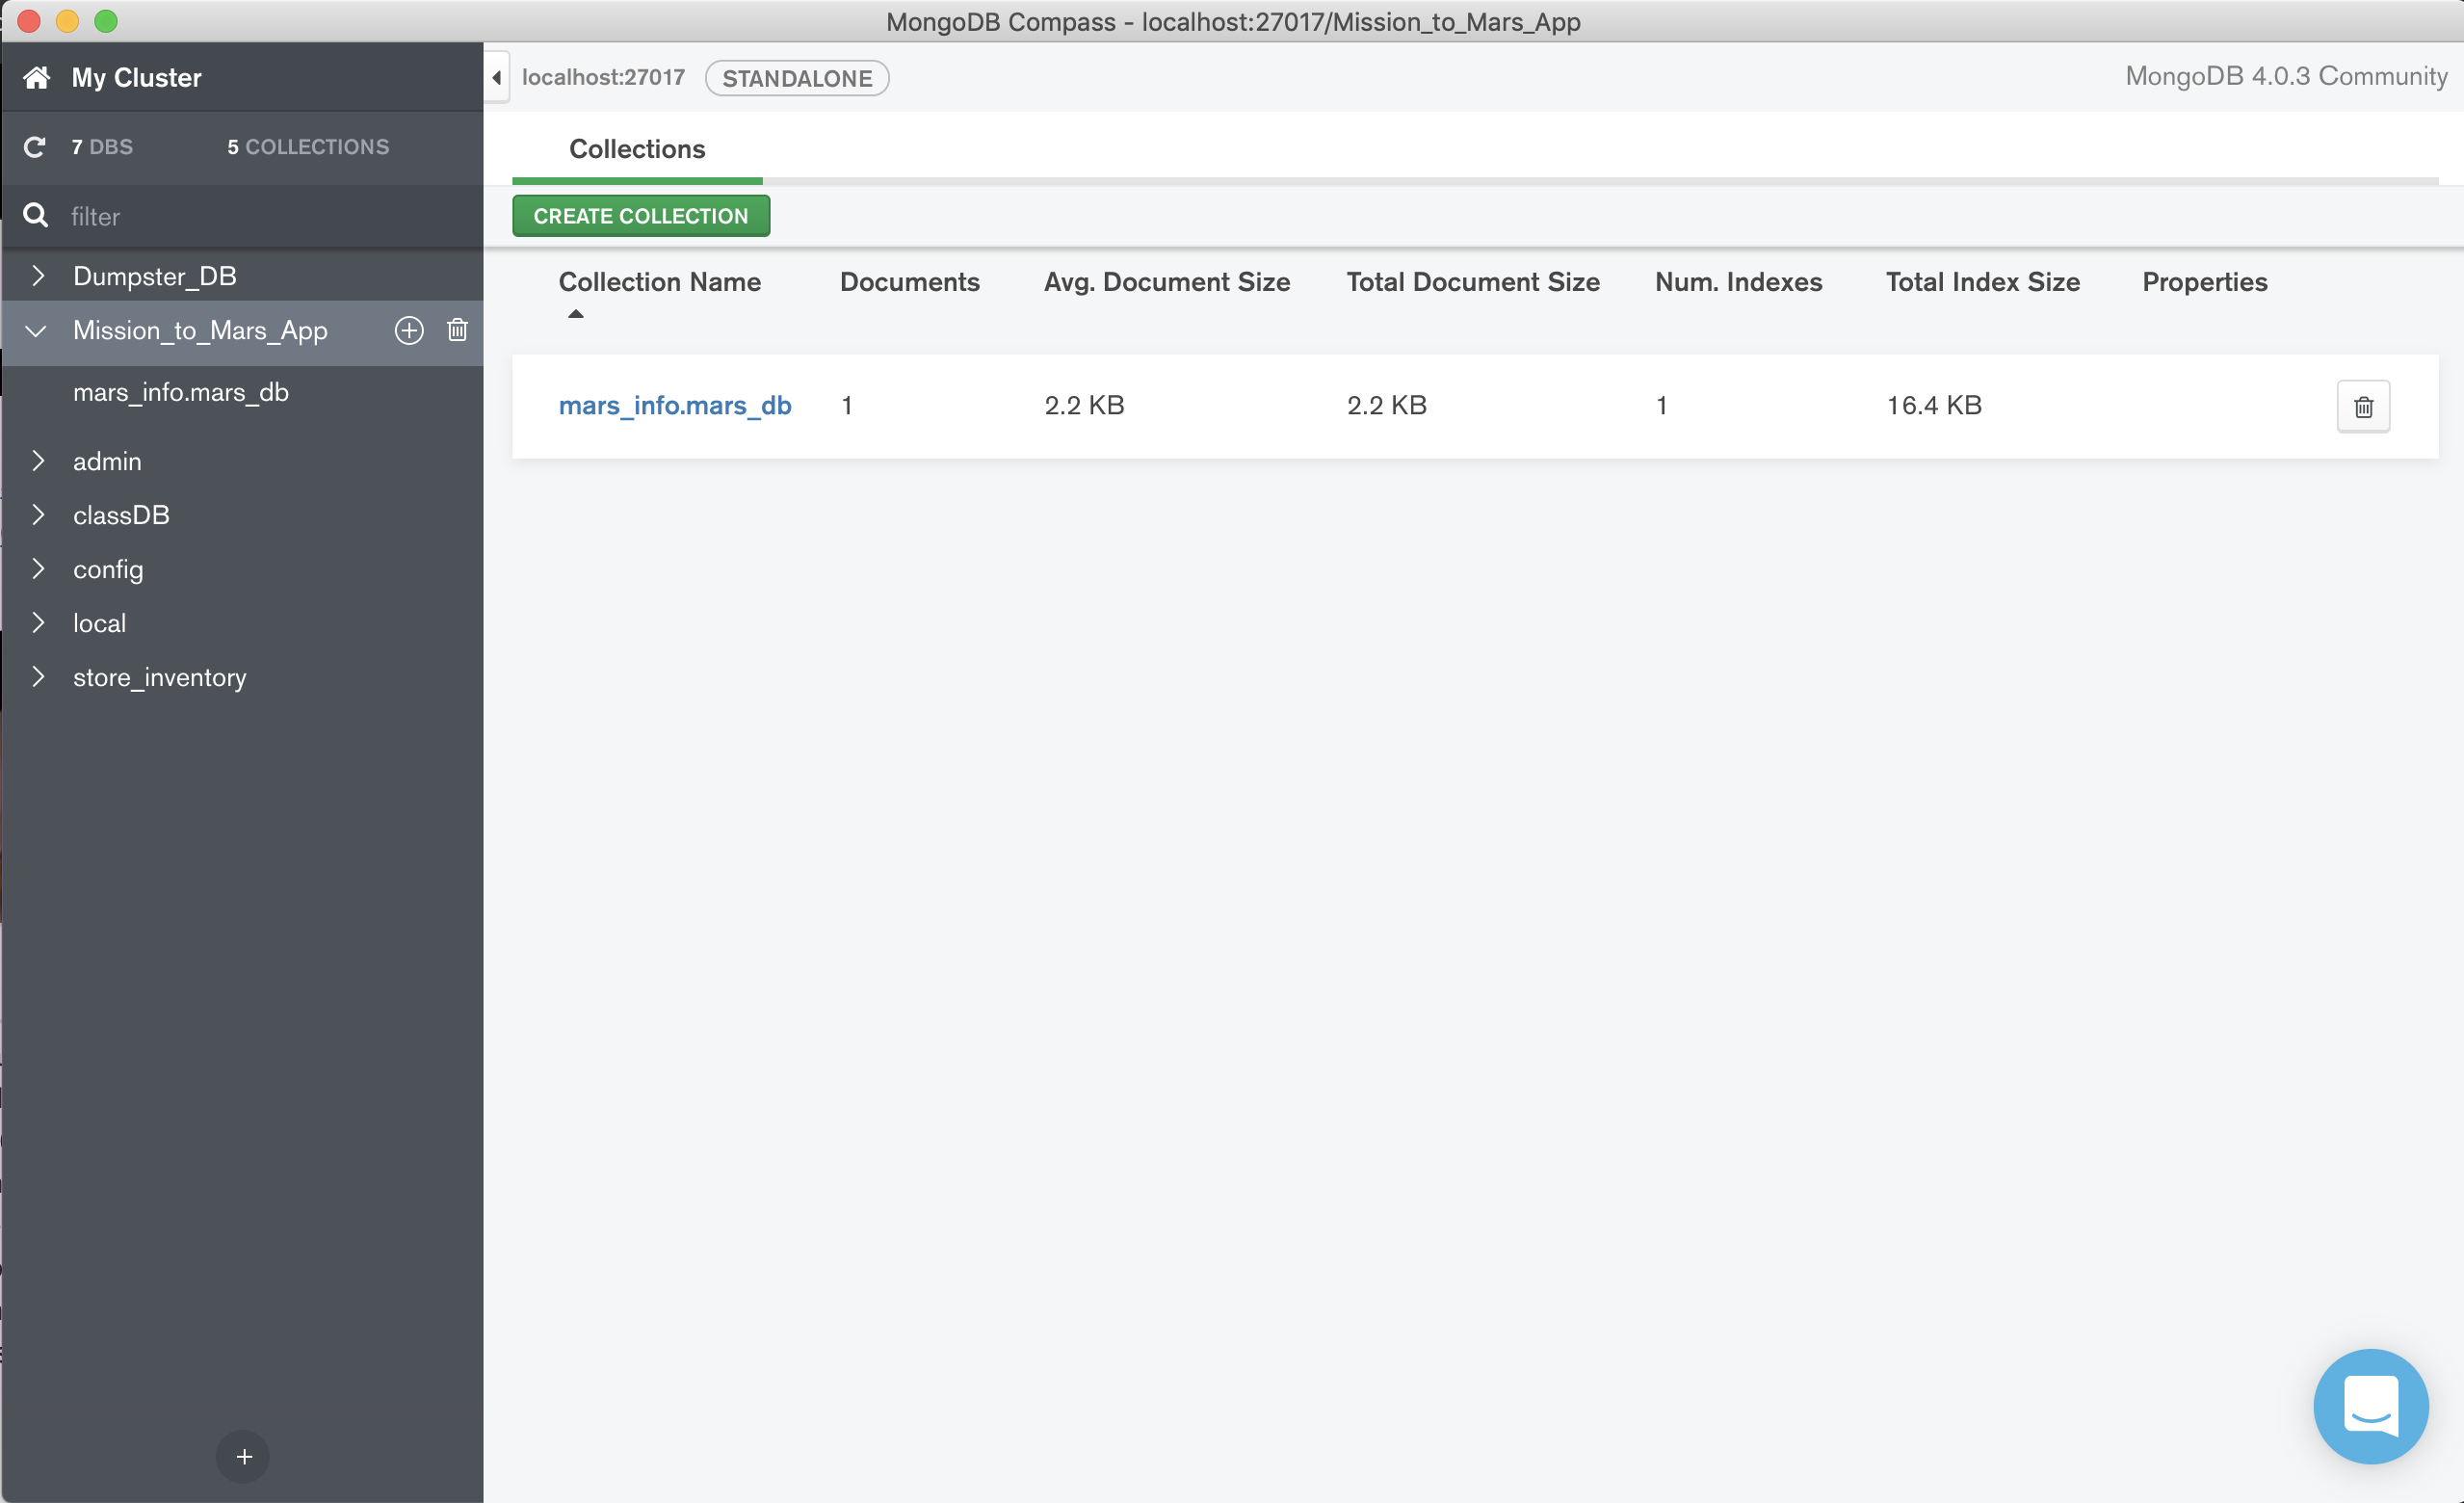 MongoDB Compass - localhost:27017/Mission_to_Mars_App
My Cluster
7 DBS 5 COLLECTIONS
filter
Dumpster_DB
Mission_to_Mars_App
mars_info.mars_db
admin
classDB
config
local
store_inventory
+
localhost:27017 STANDALONE MongoDB 4.0.3 Community
Collections
CREATE COLLECTION
Collection Name Documents Avg. Document Size Total Document Size Num. Indexes Total Index Size Properties
mars_info.mars_db 1 2.2 KB 2.2 KB 1 16.4 KB